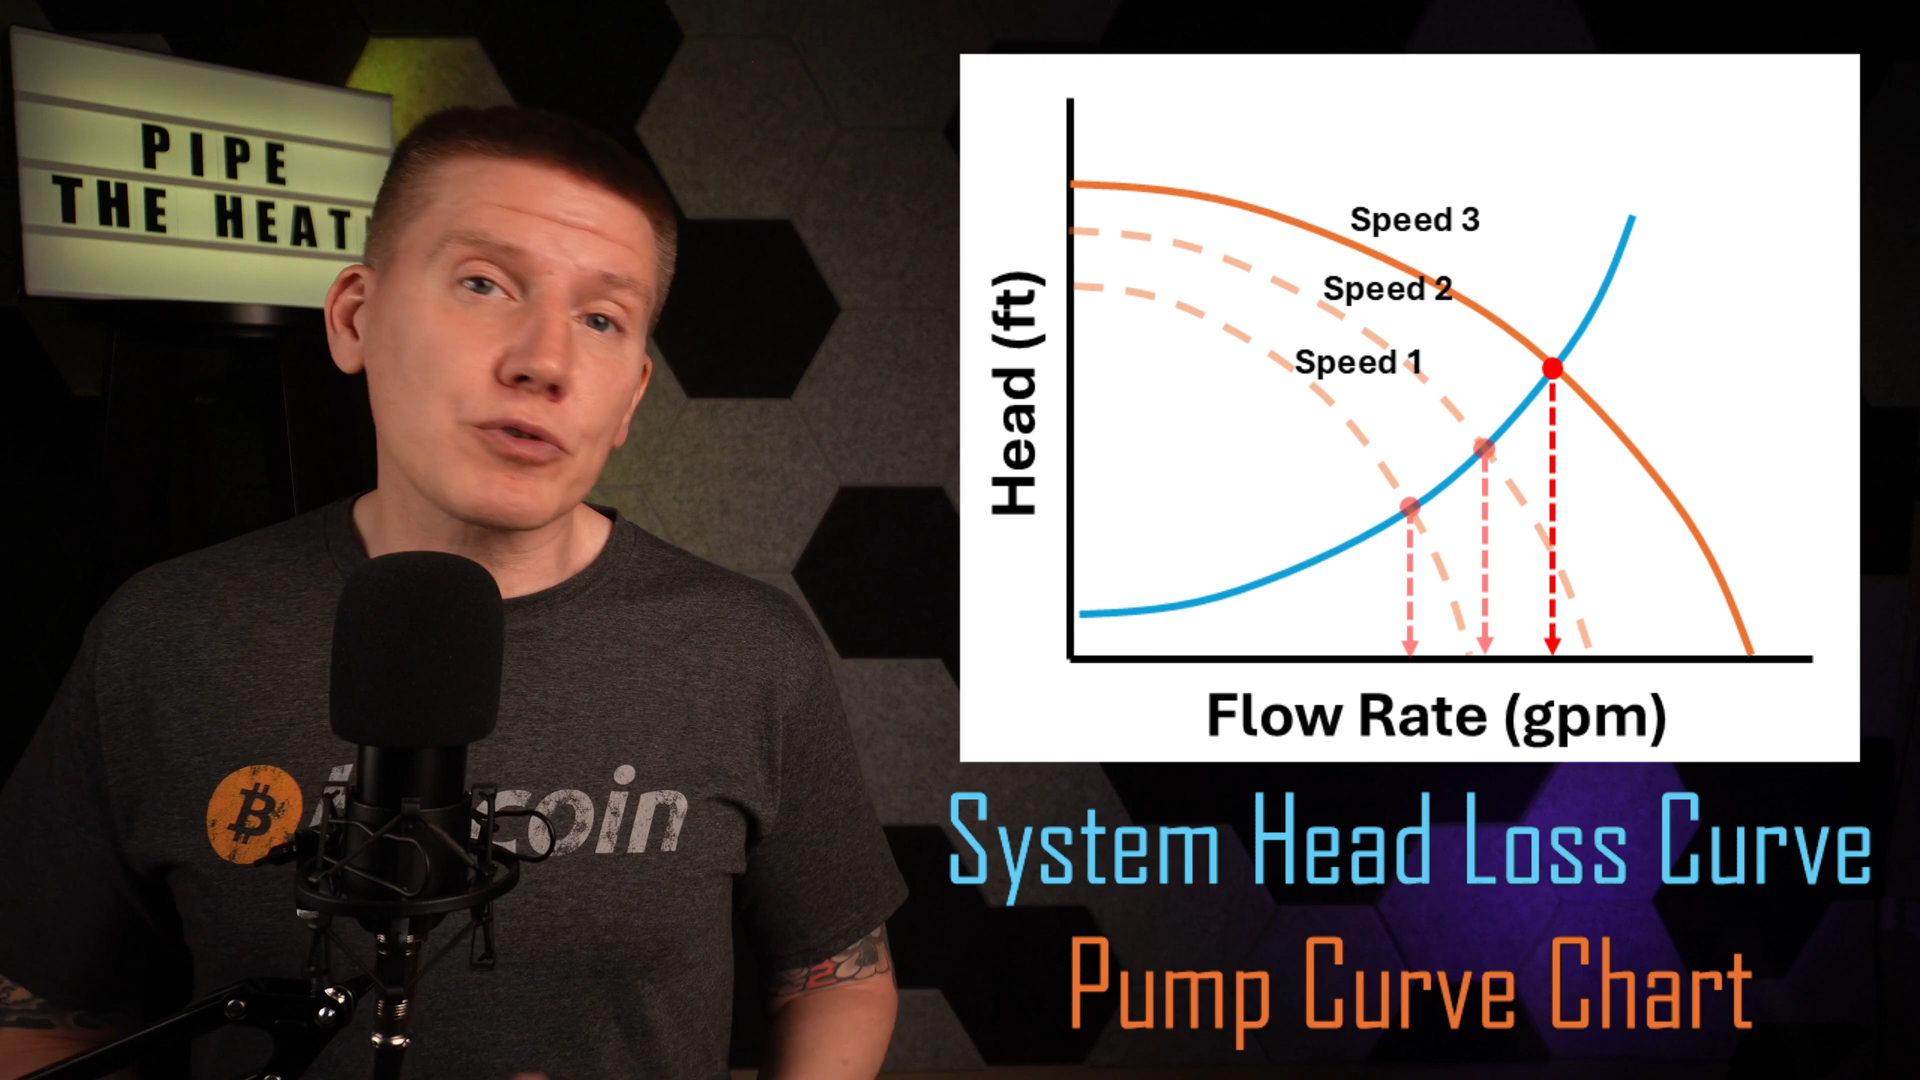 PIPE
THE HEAT
Speed 3
Speed 2
Speed 1
Head (ft)
Flow Rate (gpm)
coin
System Head Loss Curve
Pump Curve Chart